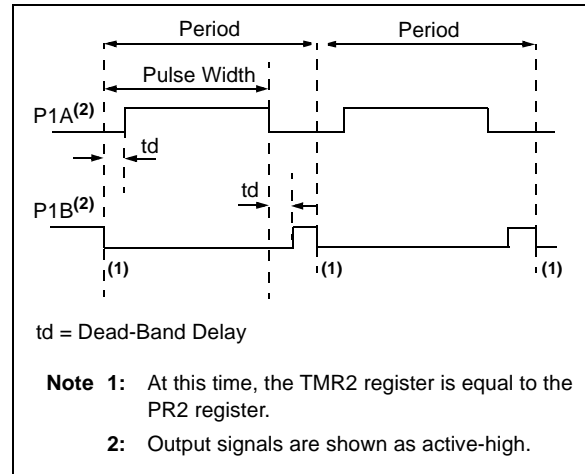 Period Period
Pulse Width
P1A(2)
td
td
P1B(2)
(1) (1) (1)
td = Dead-Band Delay
Note 1: At this time, the TMR2 register is equal to the
PR2 register.
2: Output signals are shown as active-high.